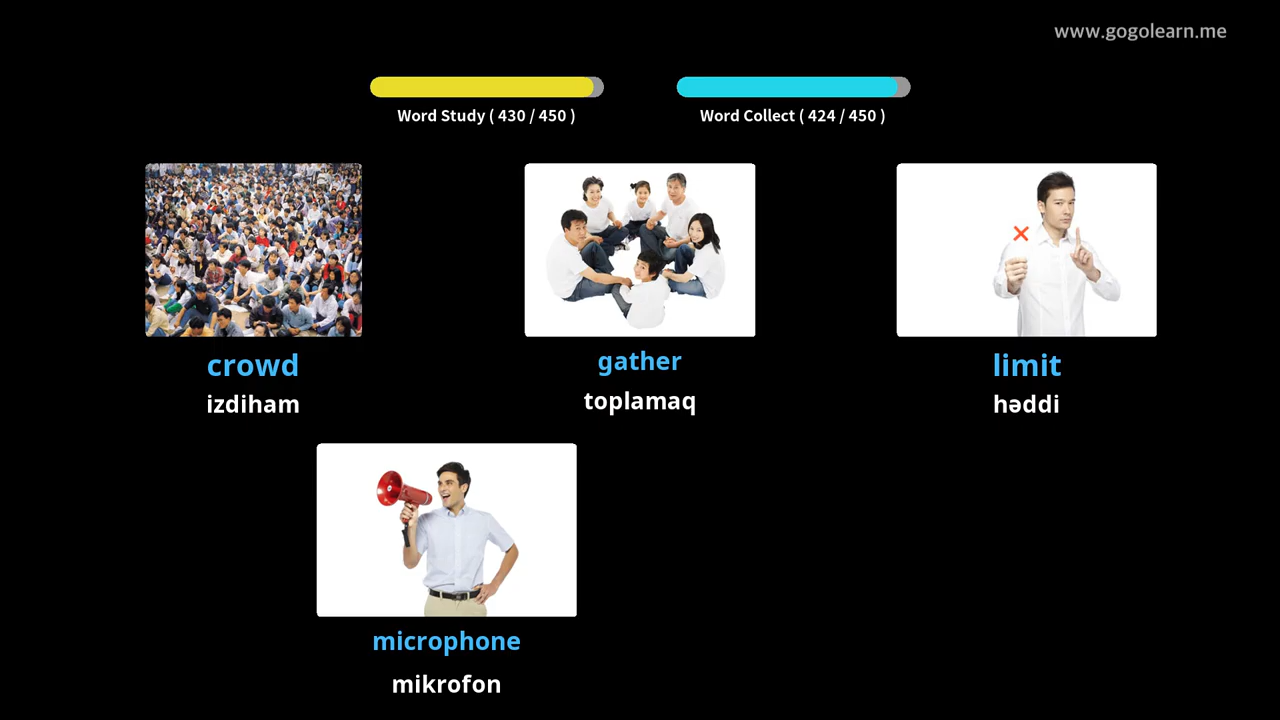 www.gogolearn.me
Word Study ( 430 / 450 )
Word Collect ( 424 / 450 )
crowd
izdiham
gather
toplamaq
limit
həddi
microphone
mikrofon